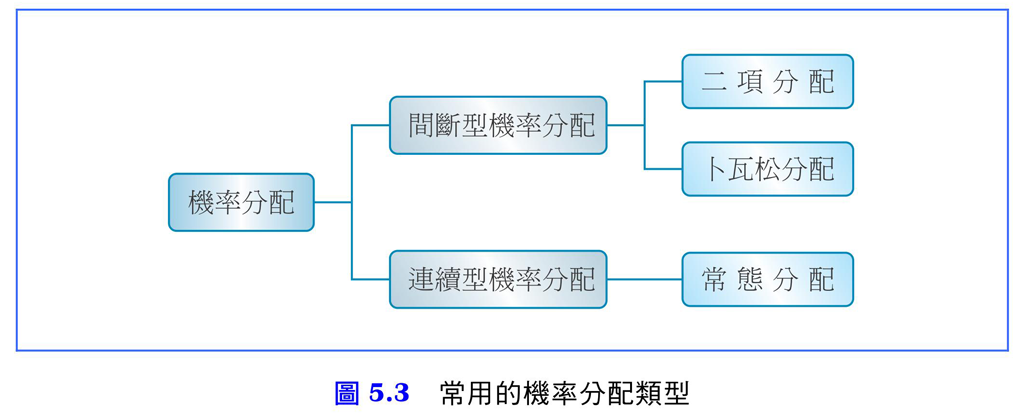 機率分配
間斷型機率分配
二項分配
卜瓦松分配
連續型機率分配
常態分配
圖 5.3 常用的機率分配類型